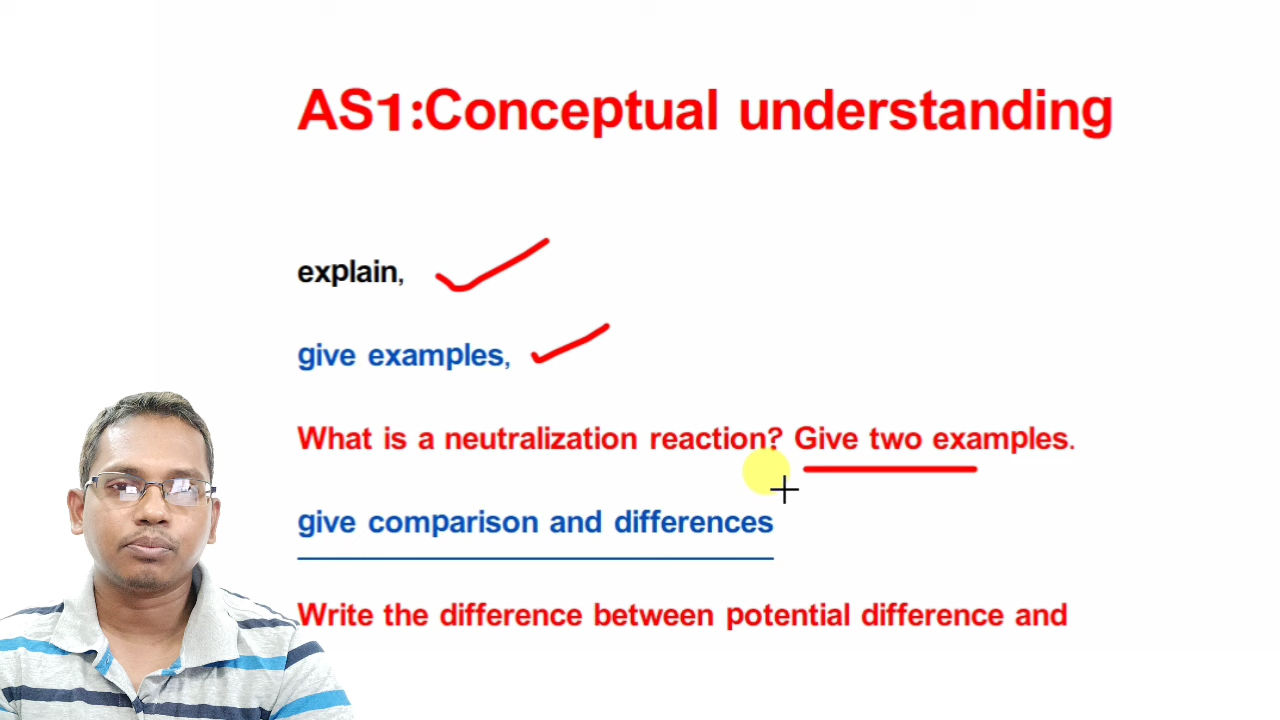 AS1:Conceptual understanding
explain,
give examples,
What is a neutralization reaction? Give two examples.
give comparison and differences
Write the difference between potential difference and